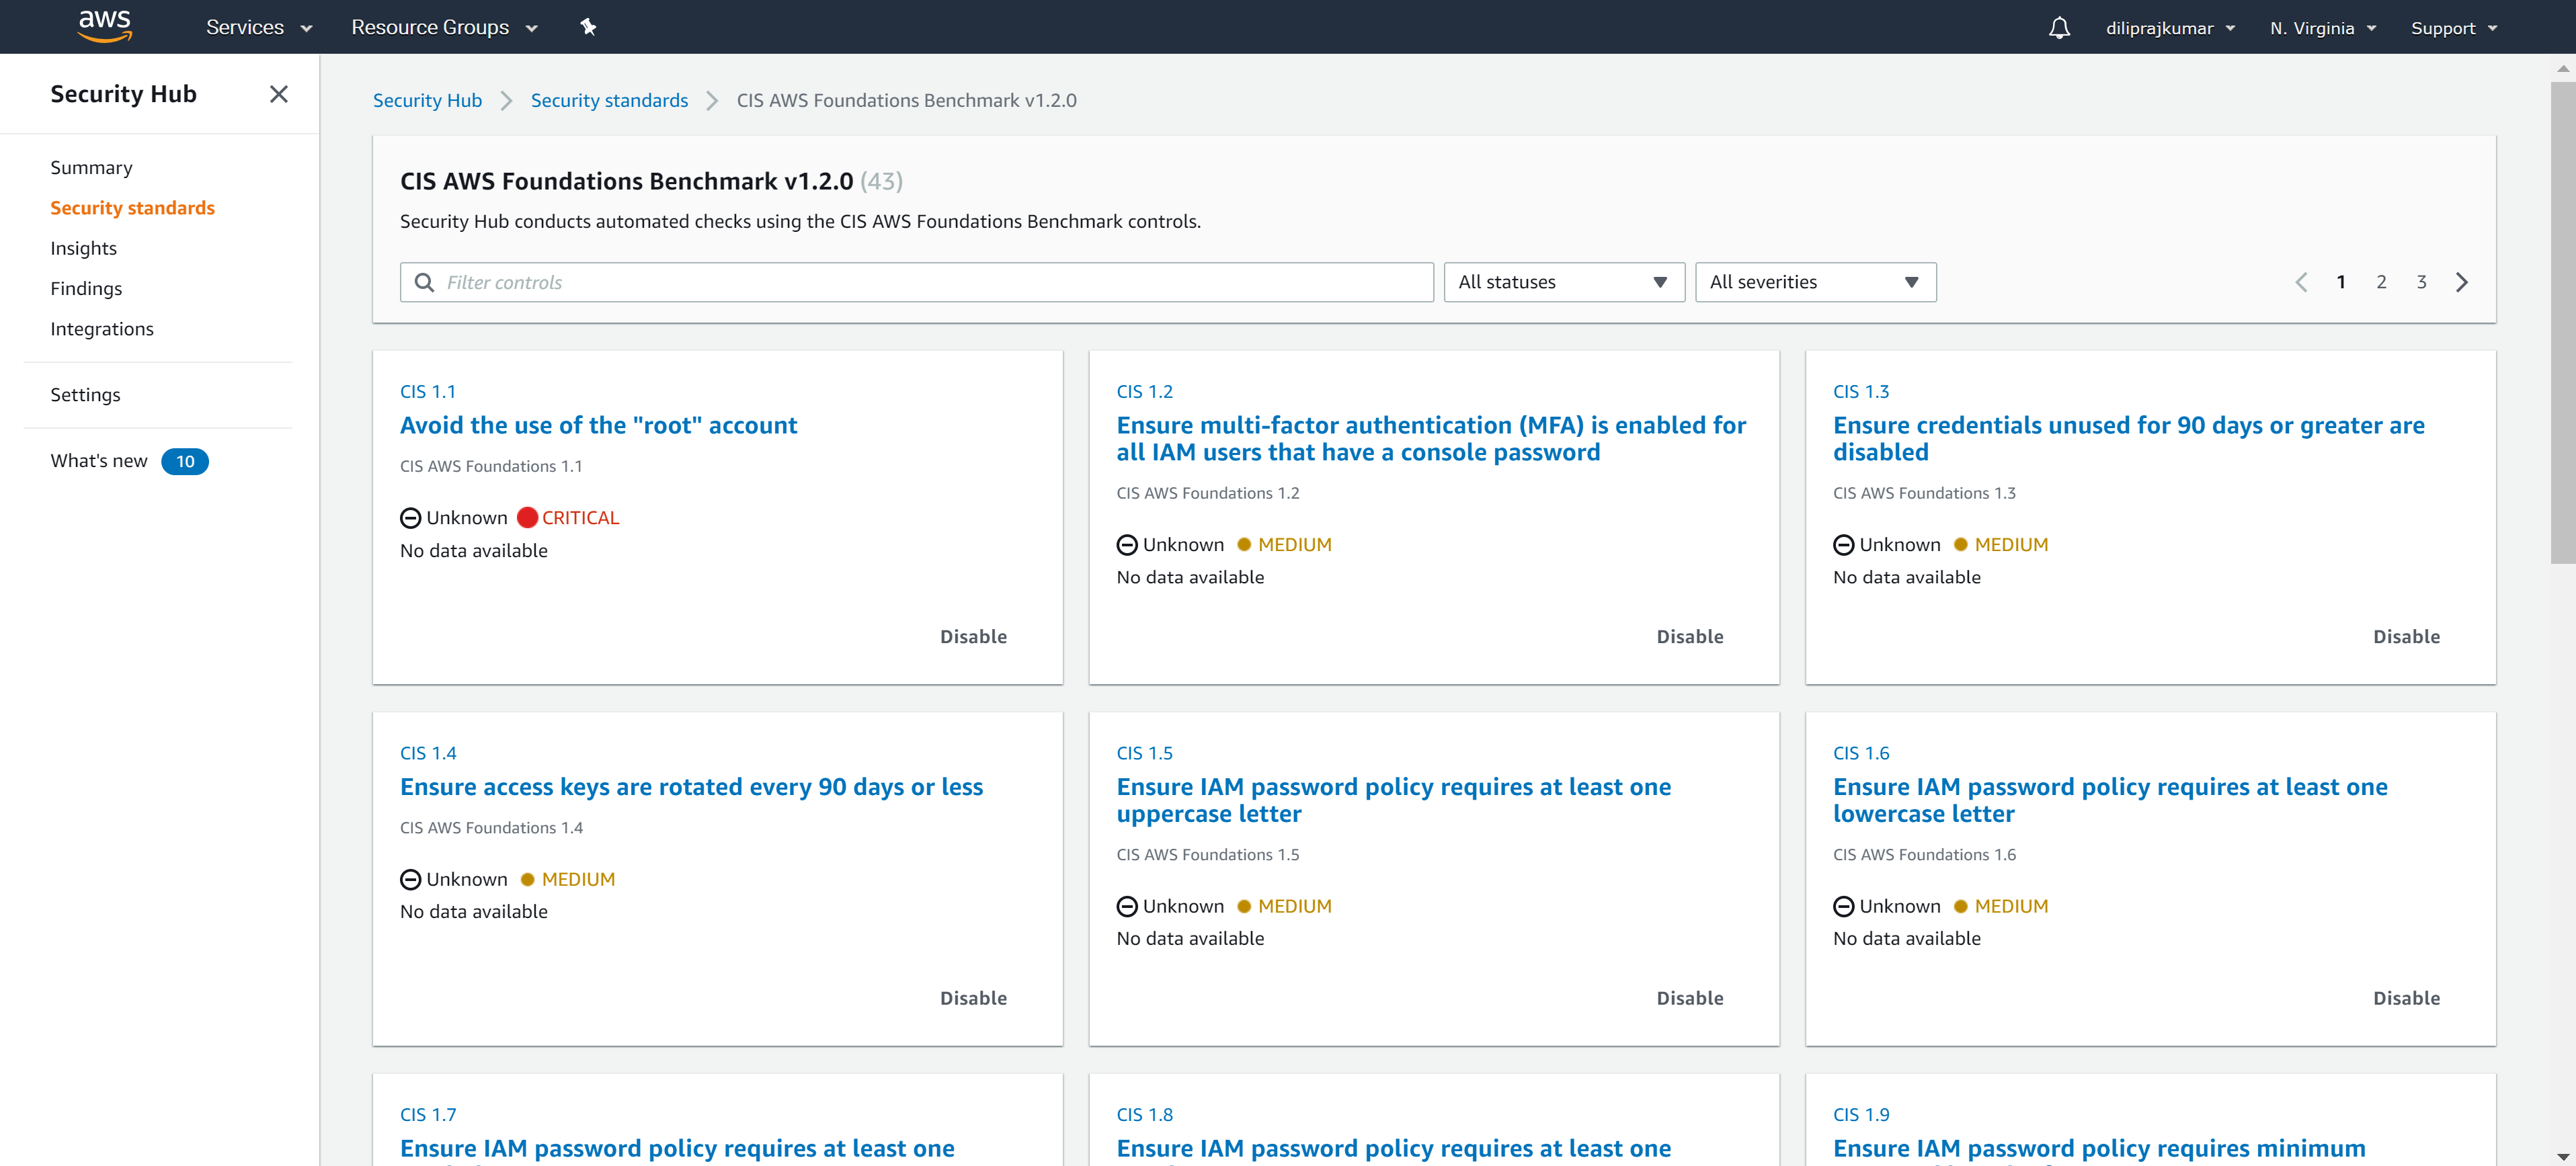 aws
Services
Resource Groups
diliprajkumar
N. Virginia
Support
Security Hub
Summary
Security standards
Insights
Findings
Integrations
Settings
What's new 10
Security Hub
Security standards
CIS AWS Foundations Benchmark v1.2.0
CIS AWS Foundations Benchmark v1.2.0 (43)
Security Hub conducts automated checks using the CIS AWS Foundations Benchmark controls.
Filter controls
All statuses
All severities
1 2 3
CIS 1.1
Avoid the use of the "root" account
CIS AWS Foundations 1.1
Unknown CRITICAL
No data available
Disable
CIS 1.2
Ensure multi-factor authentication (MFA) is enabled for
all IAM users that have a console password
CIS AWS Foundations 1.2
Unknown MEDIUM
No data available
Disable
CIS 1.3
Ensure credentials unused for 90 days or greater are
disabled
CIS AWS Foundations 1.3
Unknown MEDIUM
No data available
Disable
CIS 1.4
Ensure access keys are rotated every 90 days or less
CIS AWS Foundations 1.4
Unknown MEDIUM
No data available
Disable
CIS 1.5
Ensure IAM password policy requires at least one
uppercase letter
CIS AWS Foundations 1.5
Unknown MEDIUM
No data available
Disable
CIS 1.6
Ensure IAM password policy requires at least one
lowercase letter
CIS AWS Foundations 1.6
Unknown MEDIUM
No data available
Disable
CIS 1.7
Ensure IAM password policy requires at least one
CIS 1.8
Ensure IAM password policy requires at least one
CIS 1.9
Ensure IAM password policy requires minimum